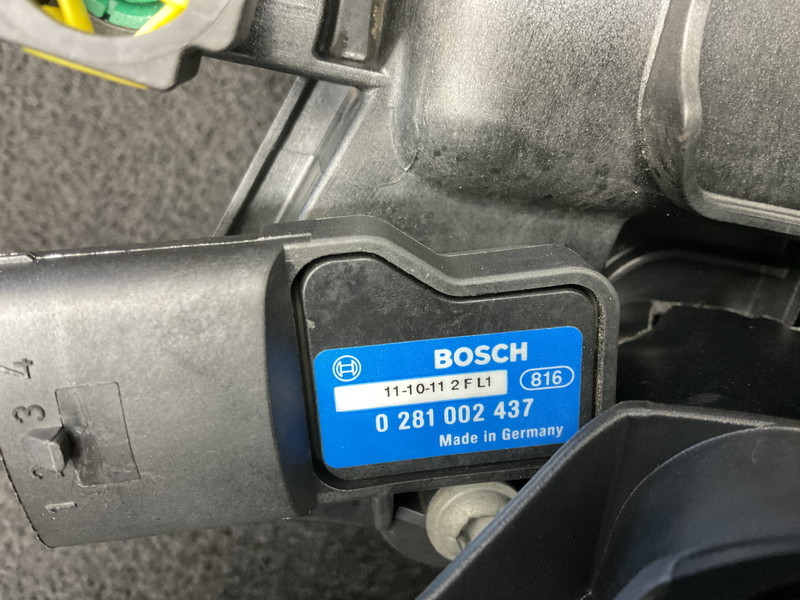 BOSCH
11-10-11 2 F L1
816
0 281 002 437
Made in Germany
1 2 3 4